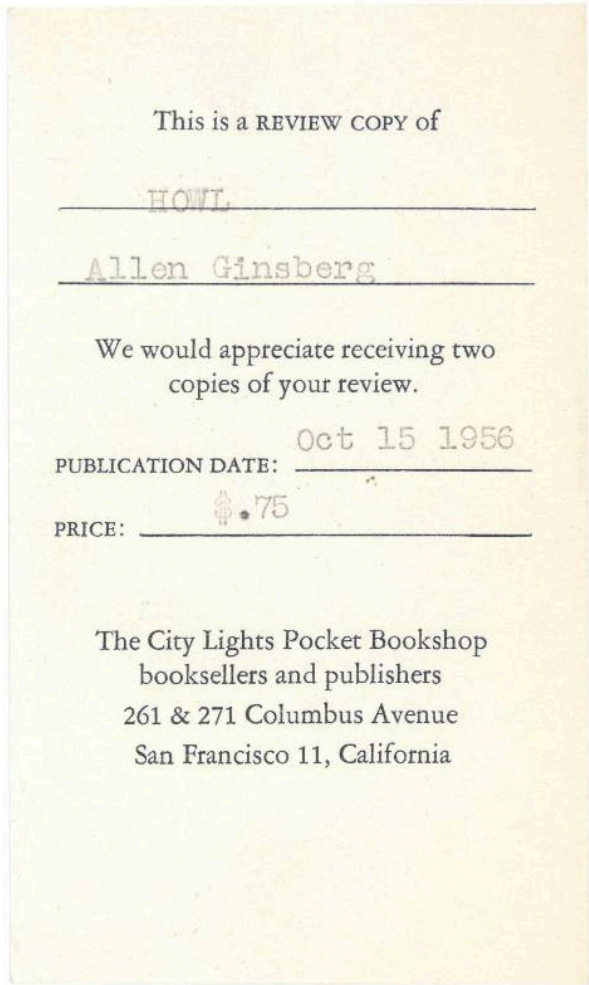 This is a REVIEW COPY of
HOWL
Allen Ginsberg
We would appreciate receiving two
copies of your review.
PUBLICATION DATE: Oct 15 1956
PRICE: $.75
The City Lights Pocket Bookshop
booksellers and publishers
261 & 271 Columbus Avenue
San Francisco 11, California